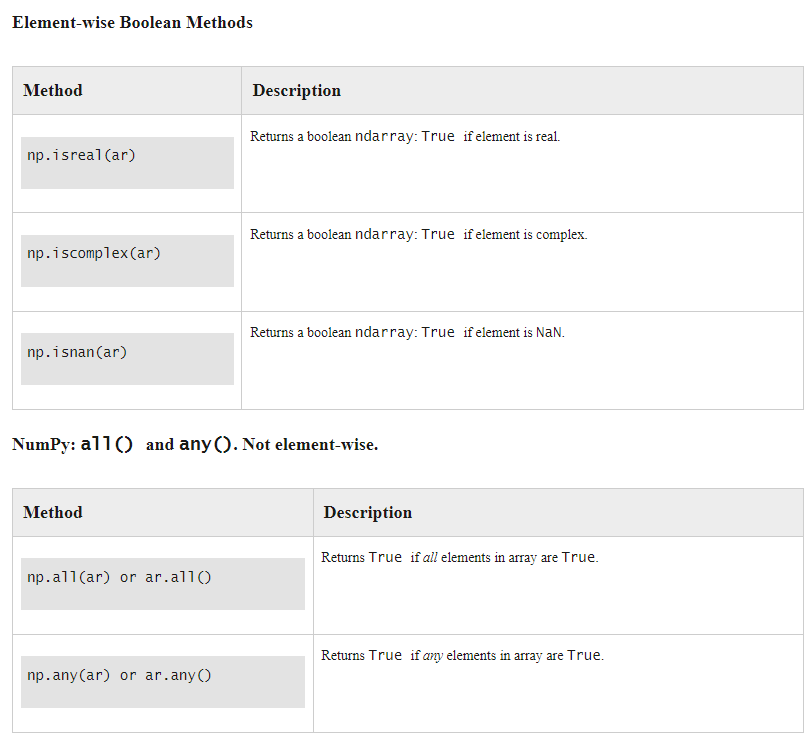 Element-wise Boolean Methods
Method Description
np.isreal(ar) Returns a boolean ndarray: True if element is real.
np.iscomplex(ar) Returns a boolean ndarray: True if element is complex.
np.isnan(ar) Returns a boolean ndarray: True if element is NaN.
NumPy: all() and any(). Not element-wise.
Method Description
np.all(ar) or ar.all() Returns True if all elements in array are True.
np.any(ar) or ar.any() Returns True if any elements in array are True.